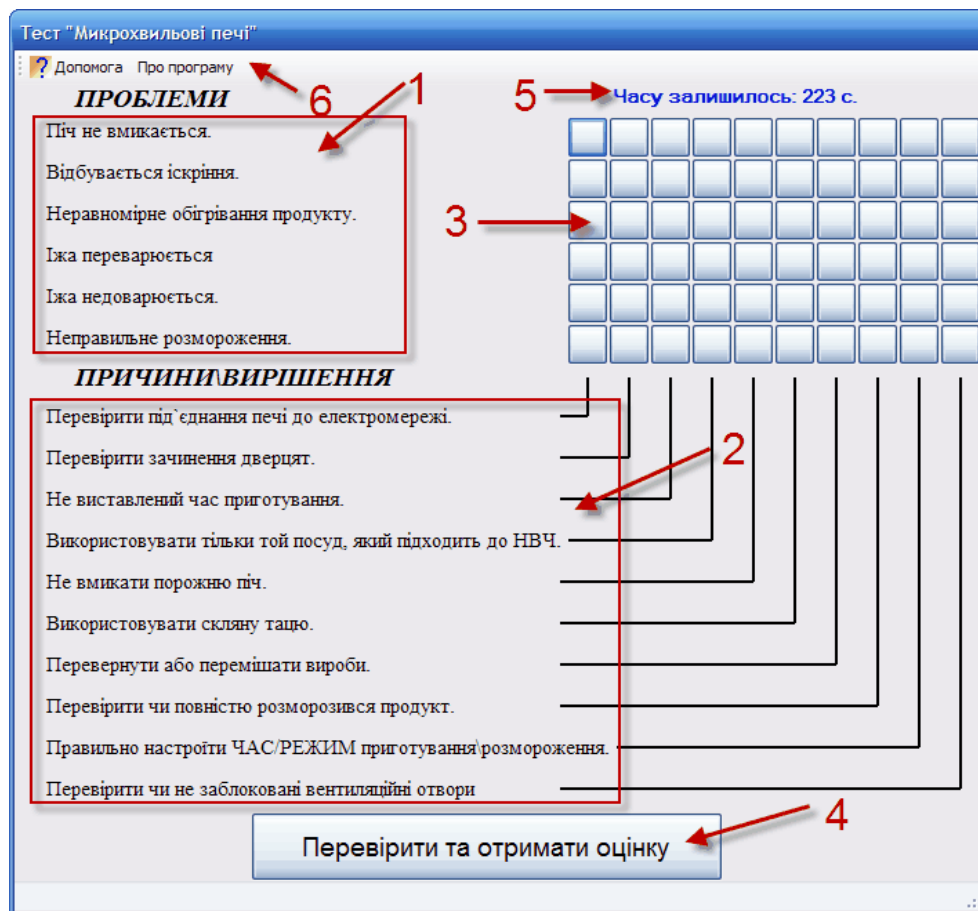 Тест "Микрохвильові печі"
Допомога Про програму
6
1
ПРОБЛЕМИ
5
Часу залишилось: 223 с.
Піч не вмикається.
Відбувається іскріння.
Неравномірне обігрівання продукту.
3
Іжа переварюється
Іжа недоварюється.
Неправильне розмороження.
ПРИЧИНИ\ВИРІШЕННЯ
Перевірити під`єднання печі до електромережі.
2
Перевірити зачинення дверцят.
Не виставлений час приготування.
Використовувати тільки той посуд, який підходить до НВЧ.
Не вмикати порожню піч.
Використовувати скляну тацю.
Перевернути або перемішати вироби.
Перевірити чи повністю розморозився продукт.
Правильно настроїти ЧАС/РЕЖИМ приготування\розмороження.
Перевірити чи не заблоковані вентиляційні отвори
4
Перевірити та отримати оцінку